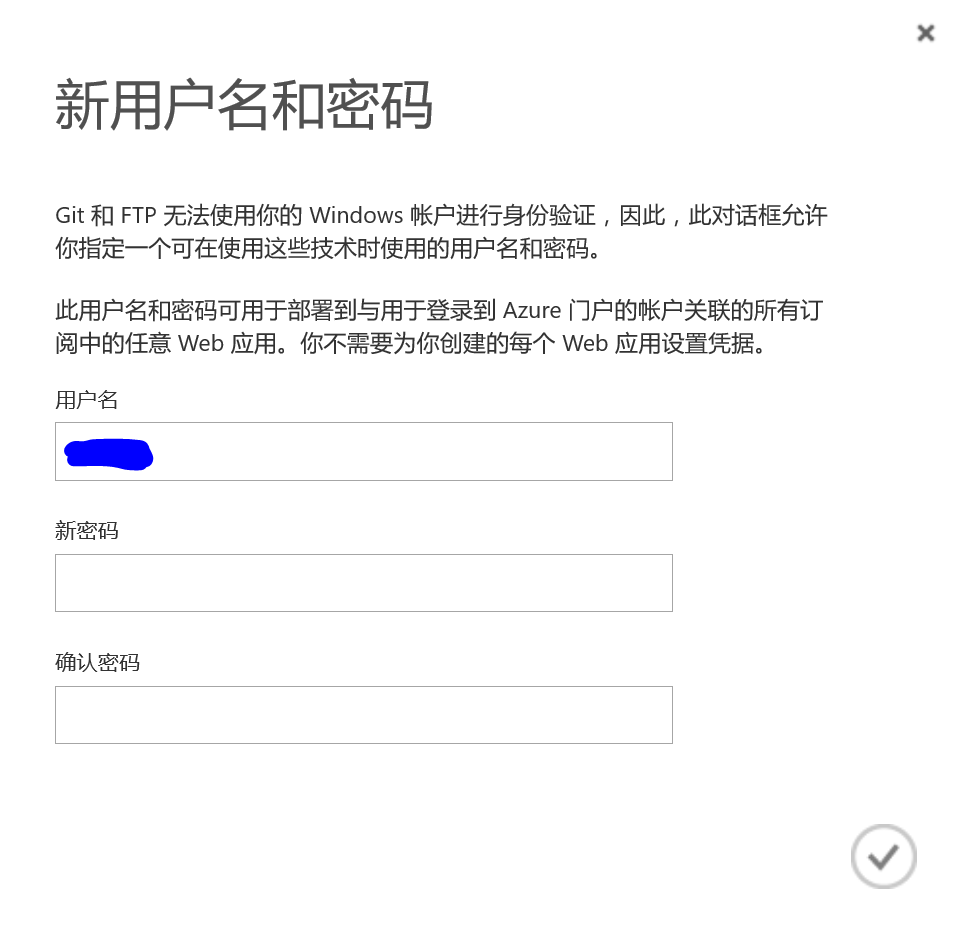 新用户名和密码
Git 和 FTP 无法使用你的 Windows 帐户进行身份验证，因此，此对话框允许
你指定一个可在使用这些技术时使用的用户名和密码。
此用户名和密码可用于部署到与用于登录到 Azure 门户的帐户关联的所有订
阅中的任意 Web 应用。你不需要为你创建的每个 Web 应用设置凭据。
用户名
新密码
确认密码